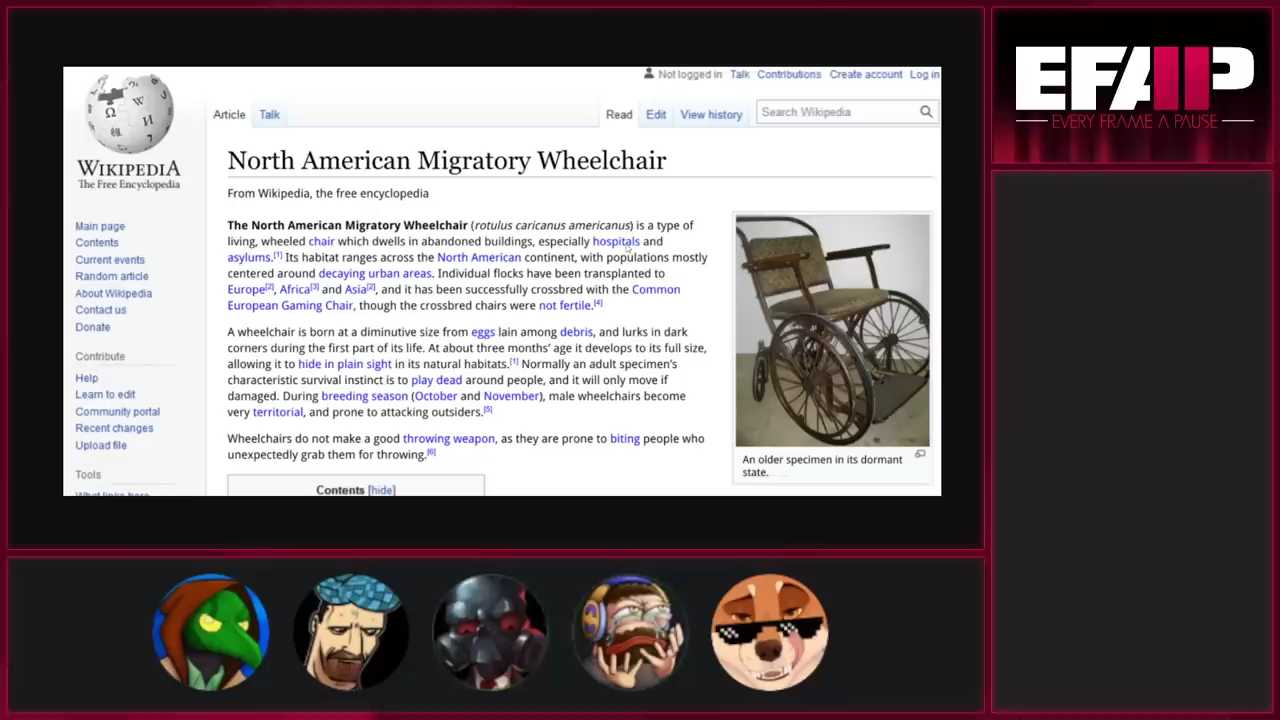 Not logged in Talk Contributions Create account Log in
Article Talk Read Edit View history Search Wikipedia
WIKIPEDIA
The Free Encyclopedia
Main page
Contents
Current events
Random article
About Wikipedia
Contact us
Donate
Contribute
Help
Learn to edit
Community portal
Recent changes
Upload file
Tools
What links here
North American Migratory Wheelchair
From Wikipedia, the free encyclopedia
The North American Migratory Wheelchair (rotulus caricanus americanus) is a type of
living, wheeled chair which dwells in abandoned buildings, especially hospitals and
asylums.[1] Its habitat ranges across the North American continent, with populations mostly
centered around decaying urban areas. Individual flocks have been transplanted to
Europe[2], Africa[3] and Asia[2], and it has been successfully crossbred with the Common
European Gaming Chair, though the crossbred chairs were not fertile.[4]
A wheelchair is born at a diminutive size from eggs lain among debris, and lurks in dark
corners during the first part of its life. At about three months' age it develops to its full size,
allowing it to hide in plain sight in its natural habitats.[1] Normally an adult specimen's
characteristic survival instinct is to play dead around people, and it will only move if
damaged. During breeding season (October and November), male wheelchairs become
very territorial, and prone to attacking outsiders.[5]
Wheelchairs do not make a good throwing weapon, as they are prone to biting people who
unexpectedly grab them for throwing.[6]
Contents [hide]
An older specimen in its dormant
state.
EFAP
EVERY FRAME A PAUSE